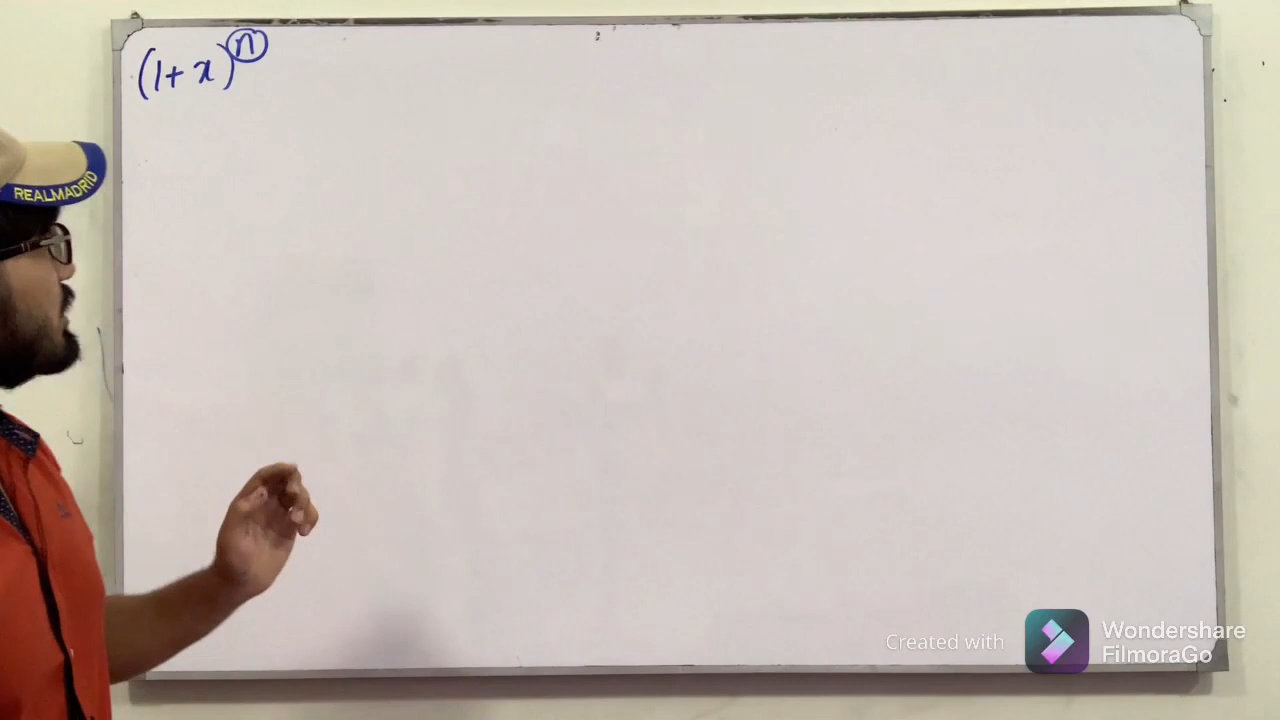 (1+x)^n
REALMADRID
Created with
Wondershare
FilmoraGo